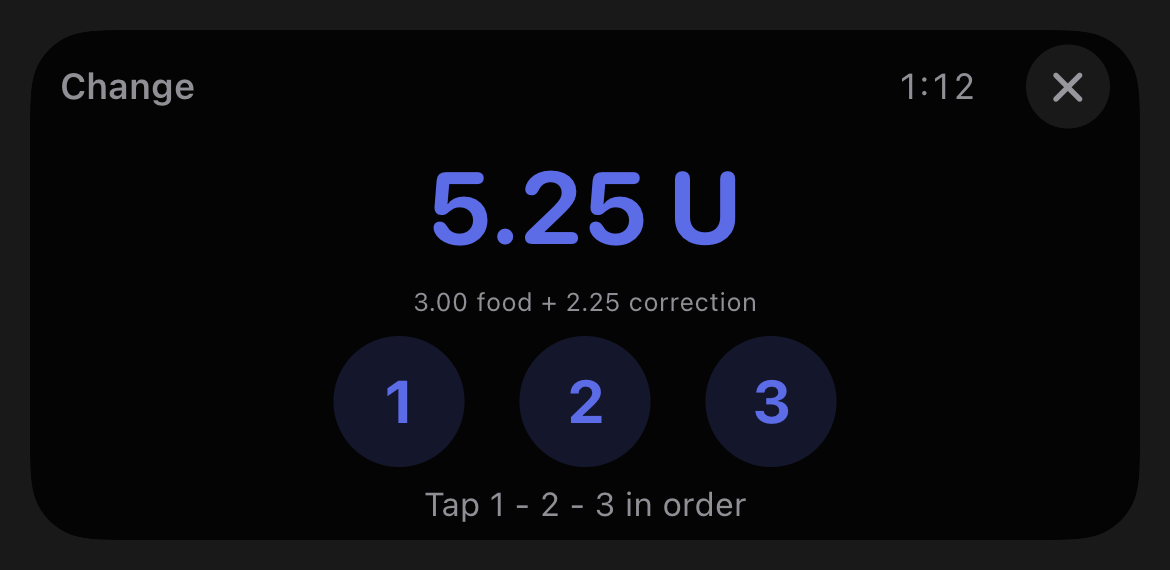 Change 1:12
5.25 U
3.00 food + 2.25 correction
1 2 3
Tap 1 - 2 - 3 in order